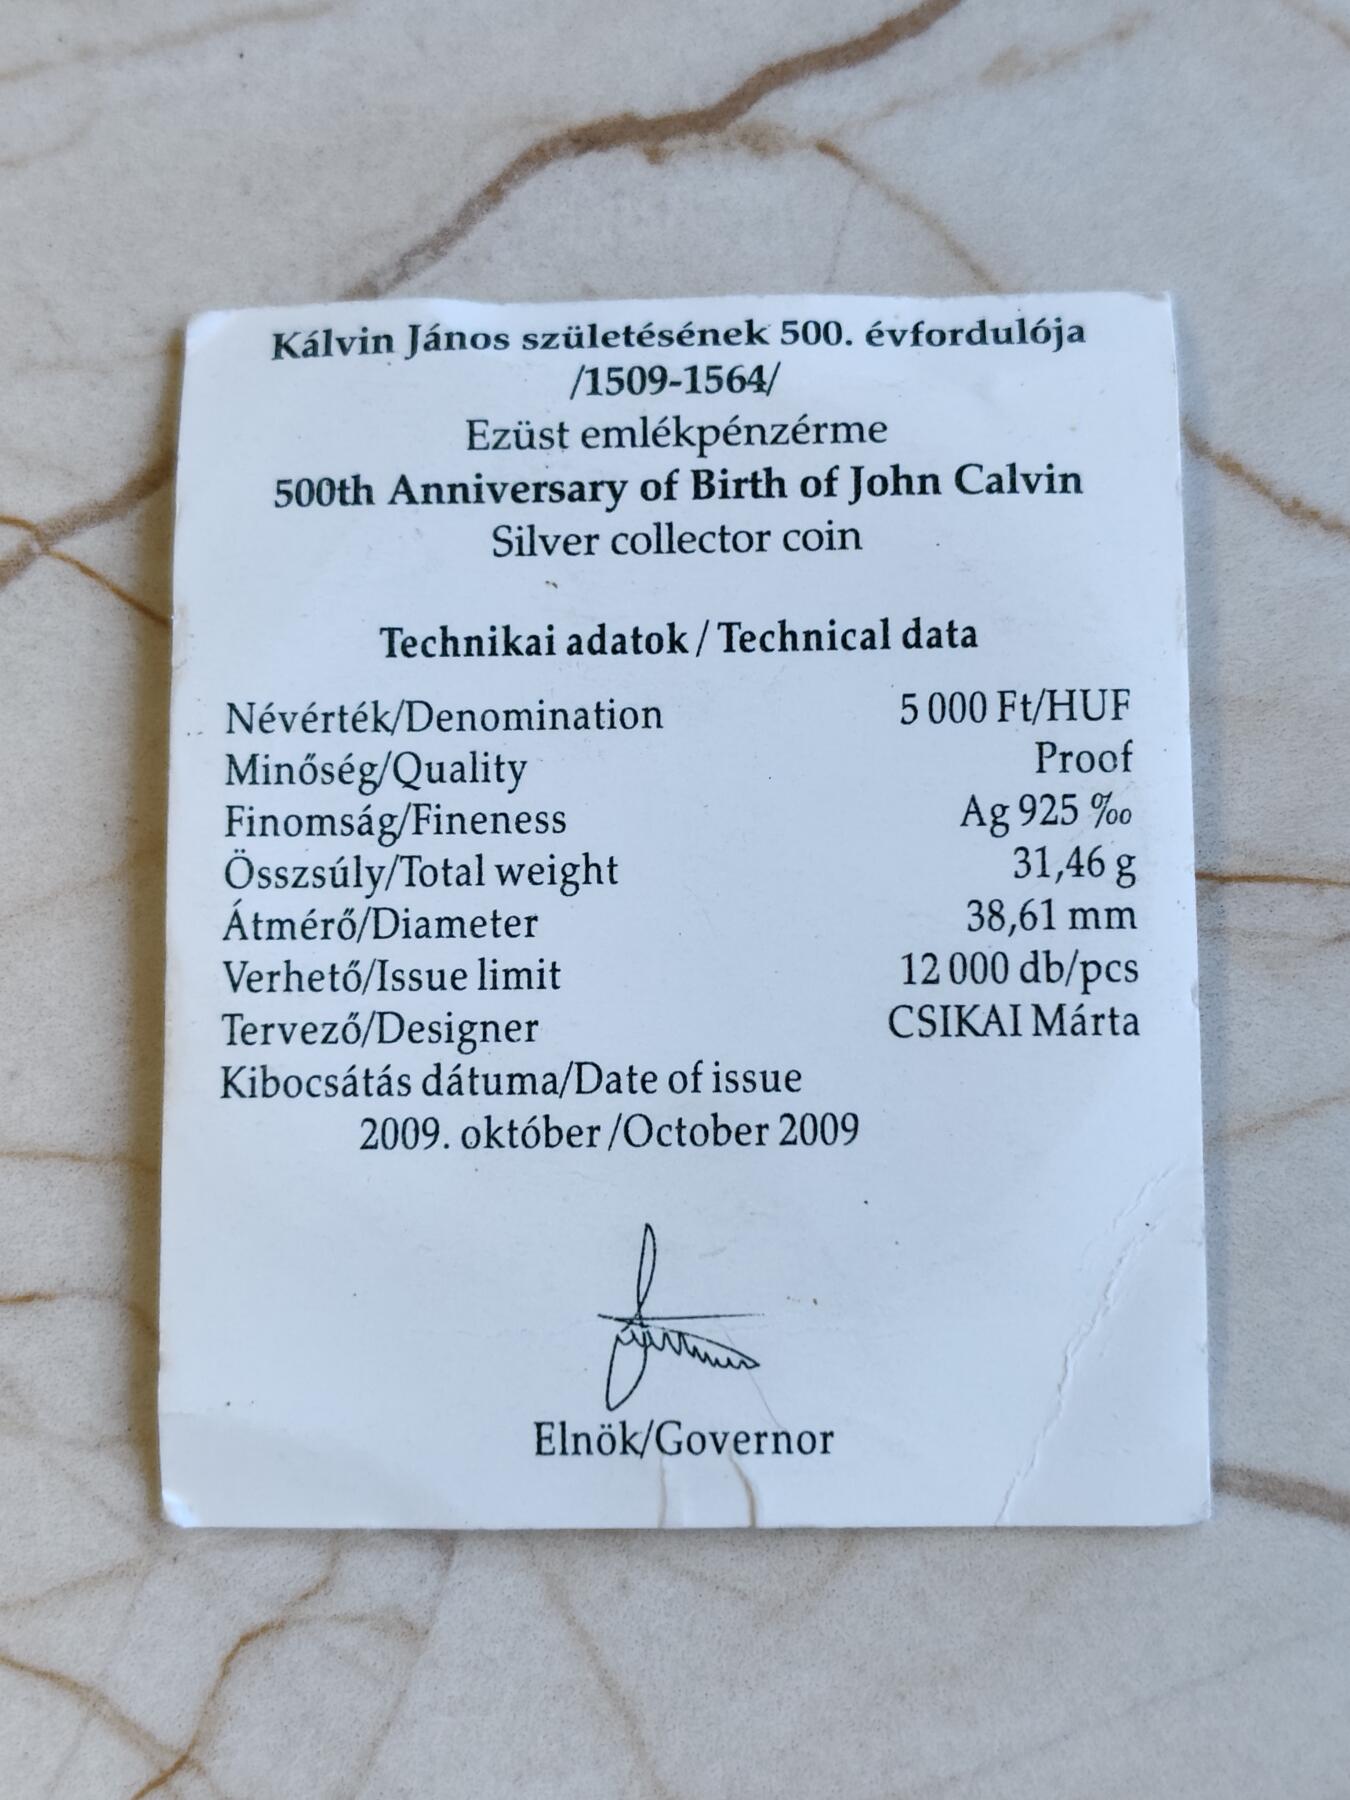 Kálvin János születésének 500. évfordulója
/1509-1564/
Ezüst emlékpénzérme
500th Anniversary of Birth of John Calvin
Silver collector coin
Technikai adatok / Technical data
Névérték/Denomination 5 000 Ft/HUF
Minőség/Quality Proof
Finomság/Fineness Ag 925 ‰
Összsúly/Total weight 31,46 g
Átmérő/Diameter 38,61 mm
Verhető/Issue limit 12 000 db/pcs
Tervező/Designer CSIKAI Márta
Kibocsátás dátuma/Date of issue
2009. október /October 2009
Elnök/Governor